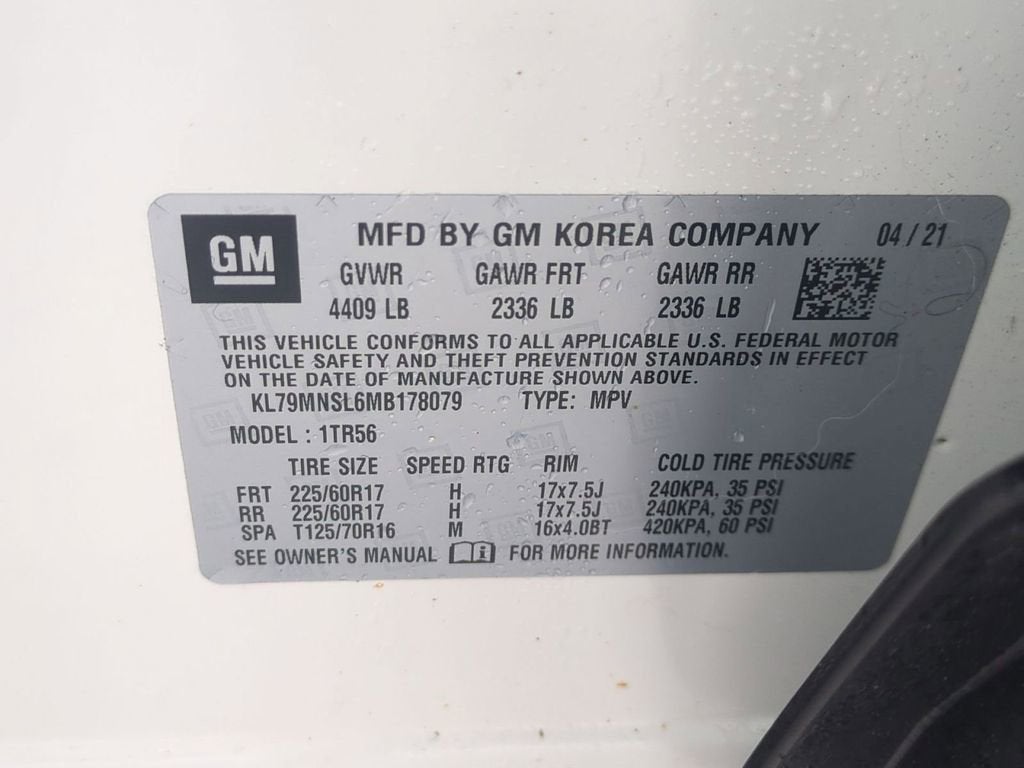 GM
MFD BY GM KOREA COMPANY 04 / 21
GVWR GAWR FRT GAWR RR
4409 LB 2336 LB 2336 LB
THIS VEHICLE CONFORMS TO ALL APPLICABLE U.S. FEDERAL MOTOR
VEHICLE SAFETY AND THEFT PREVENTION STANDARDS IN EFFECT
ON THE DATE OF MANUFACTURE SHOWN ABOVE.
KL79MNSL6MB178079 TYPE: MPV
MODEL : 1TR56
TIRE SIZE SPEED RTG RIM COLD TIRE PRESSURE
FRT 225/60R17 H 17x7.5J 240KPA, 35 PSI
RR 225/60R17 H 17x7.5J 240KPA, 35 PSI
SPA T125/70R16 M 16x4.0BT 420KPA, 60 PSI
SEE OWNER'S MANUAL i FOR MORE INFORMATION.